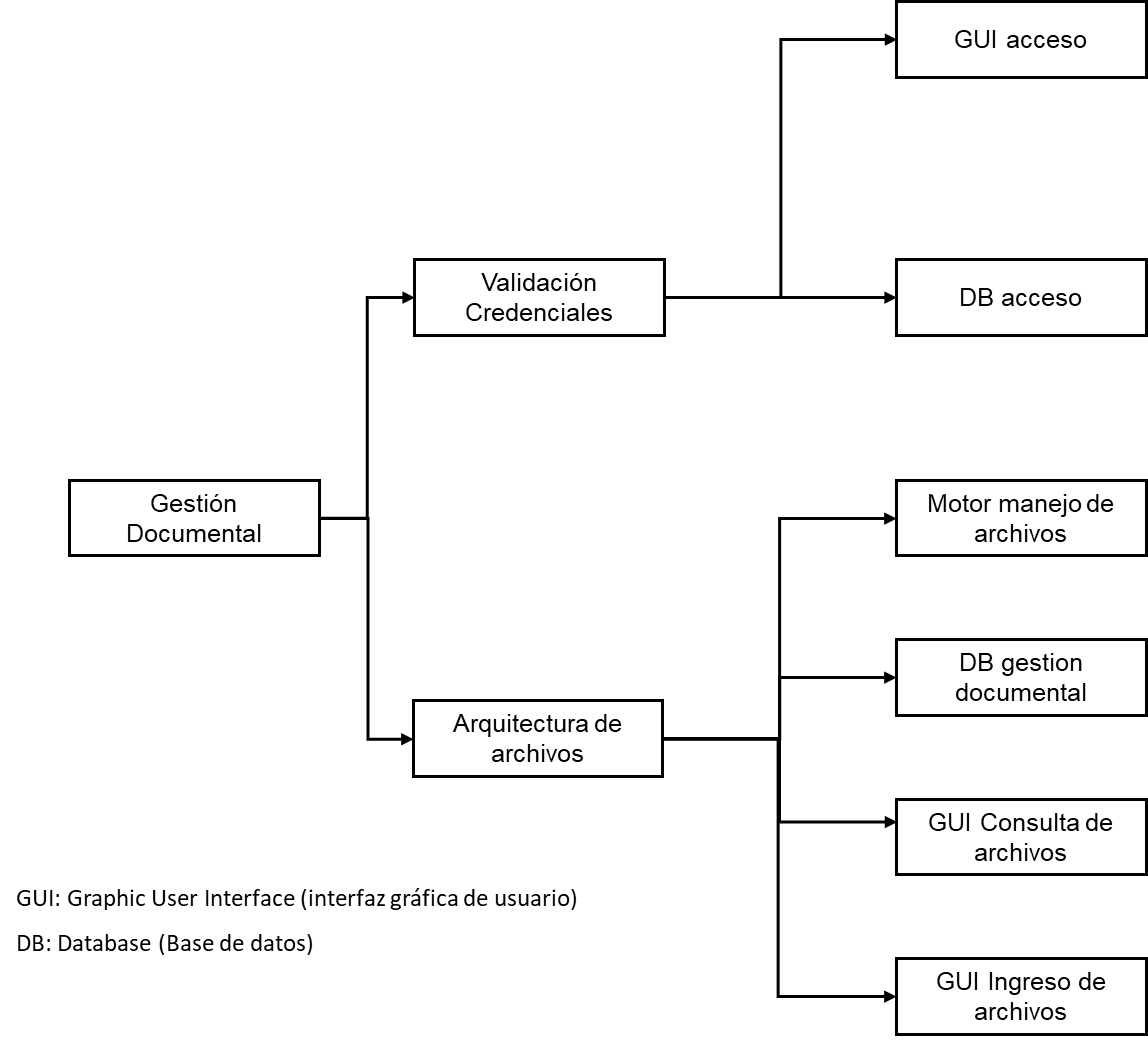 GUI acceso
Validación
Credenciales
DB acceso
Gestión
Documental
Motor manejo de
archivos
DB gestion
documental
Arquitectura de
archivos
GUI Consulta de
archivos
GUI Ingreso de
archivos
GUI: Graphic User Interface (interfaz gráfica de usuario)
DB: Database (Base de datos)